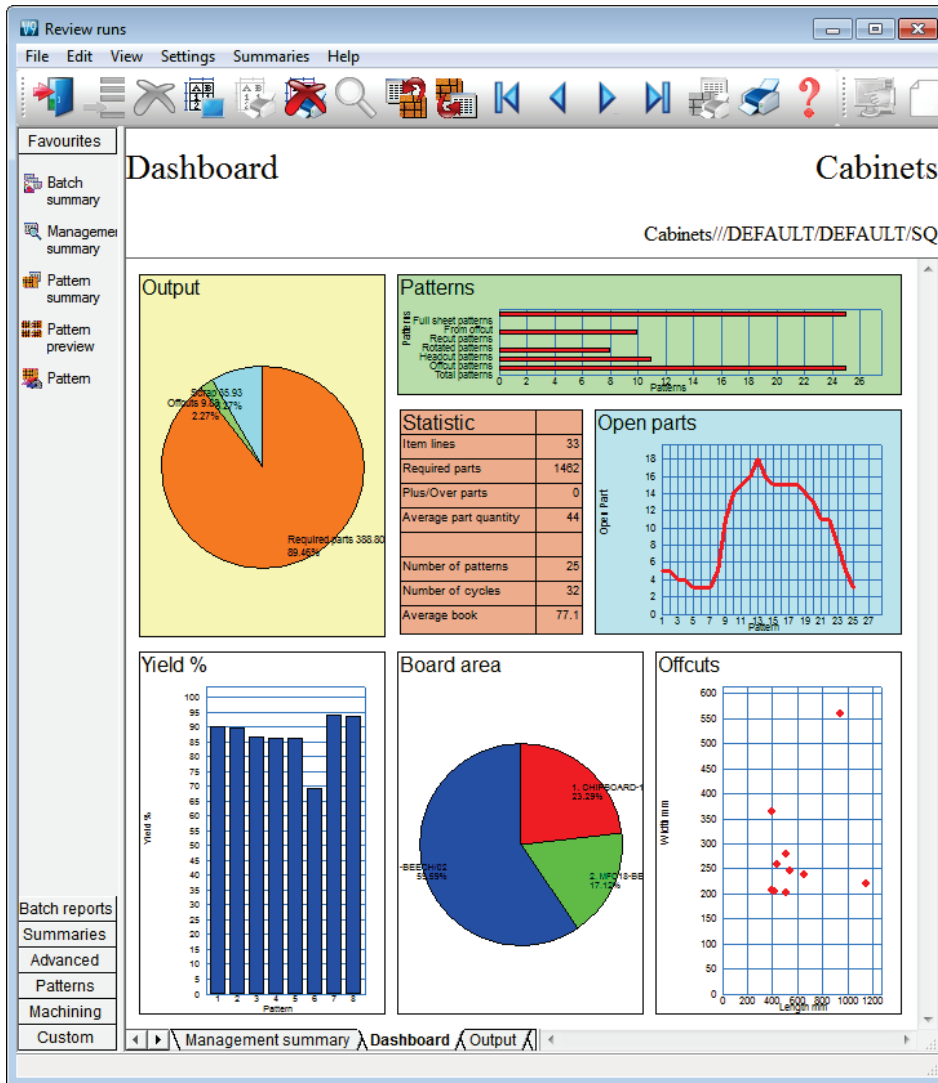 Review runs
File Edit View Settings Summaries Help
Favourites
Batch
summary
Managemen
summary
Pattern
summary
Pattern
preview
Pattern
Batch reports
Summaries
Advanced
Patterns
Machining
Custom
Dashboard
Cabinets
Cabinets///DEFAULT/DEFAULT/SQ
Output
Offcuts
2.27%
Required parts 388.80
89.46%
Patterns
Patterns
Full sheet patterns
From offcut
Recut patterns
Rotated patterns
Headcut patterns
Offcut patterns
Total patterns
0 2 4 6 8 10 12 14 16 18 20 22 24 26
Patterns
Statistic
Item lines 33
Required parts 1462
Plus/Over parts 0
Average part quantity 44
Number of patterns 25
Number of cycles 32
Average book 77.1
Open parts
Open Part
18
16
14
12
10
8
6
4
2
0
1 3 5 7 9 11 13 15 17 19 21 23 25 27
Pattern
Yield %
Yield %
100
95
90
85
80
75
70
65
60
55
50
45
40
35
30
25
20
15
10
5
0
1 2 3 4 5 6 7 8
Pattern
Board area
1. CHIPBOARD-1
23.29%
2. MFC18-BE
17.12%
-BEECH/02
Offcuts
Width mm
600
550
500
450
400
350
300
250
200
150
100
50
0
0 200 400 600 800 1000 1200
Length mm
Management summary Dashboard Output